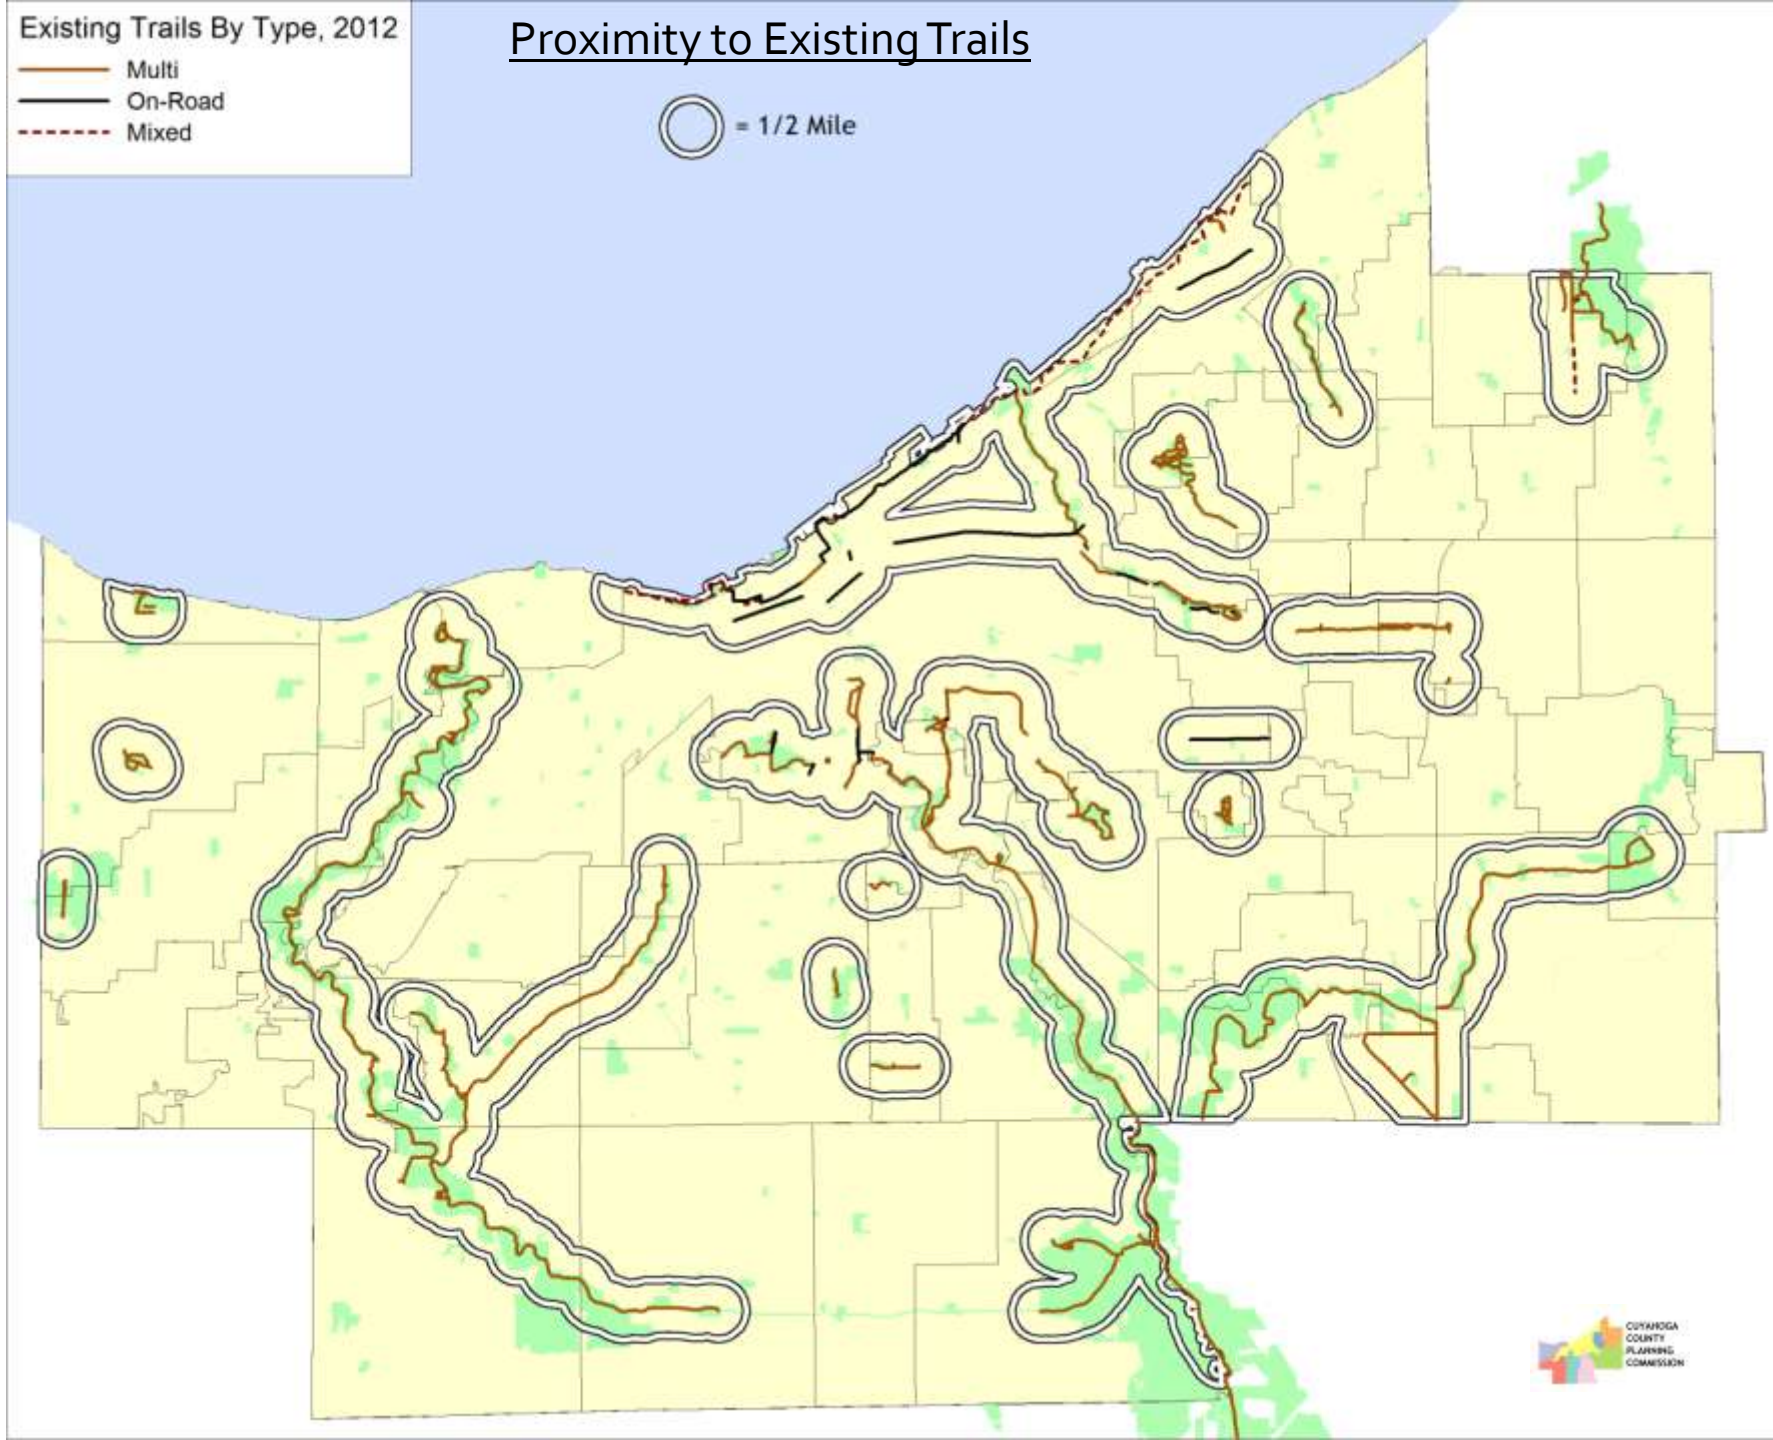 Existing Trails By Type, 2012
Multi
On-Road
Mixed
Proximity to Existing Trails
= 1/2 Mile
CUYAHOGA
COUNTY
PLANNING
COMMISSION